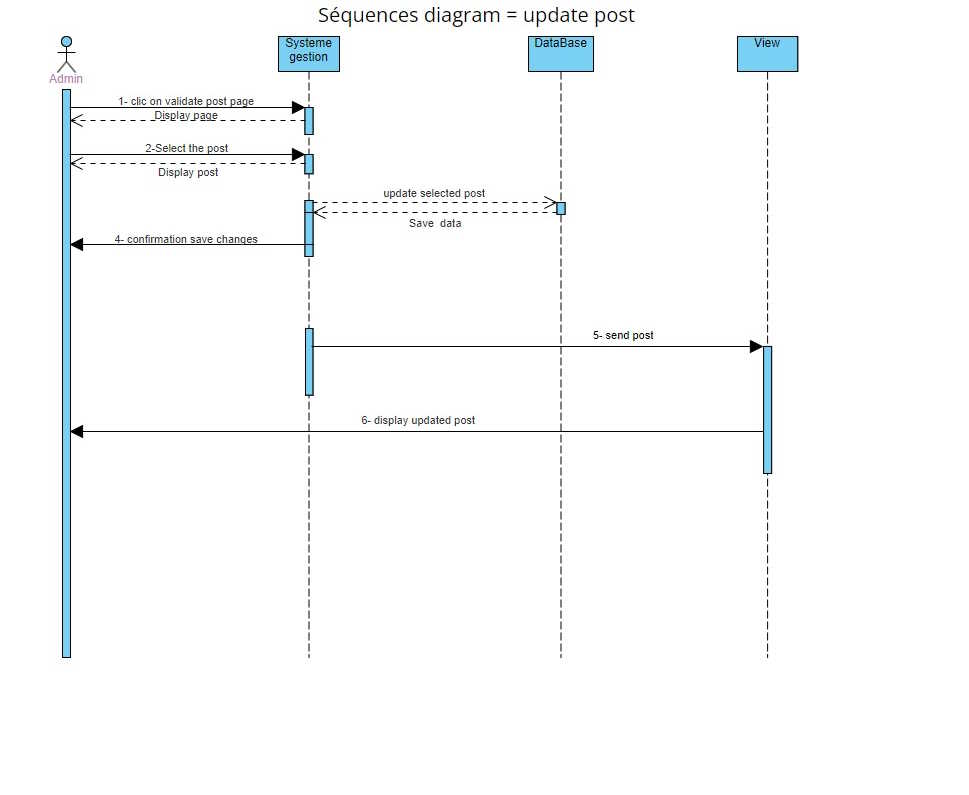 Séquences diagram = update post
Systeme
gestion
DataBase
View
Admin
1- clic on validate post page
Display page
2-Select the post
Display post
update selected post
Save data
4- confirmation save changes
5- send post
6- display updated post